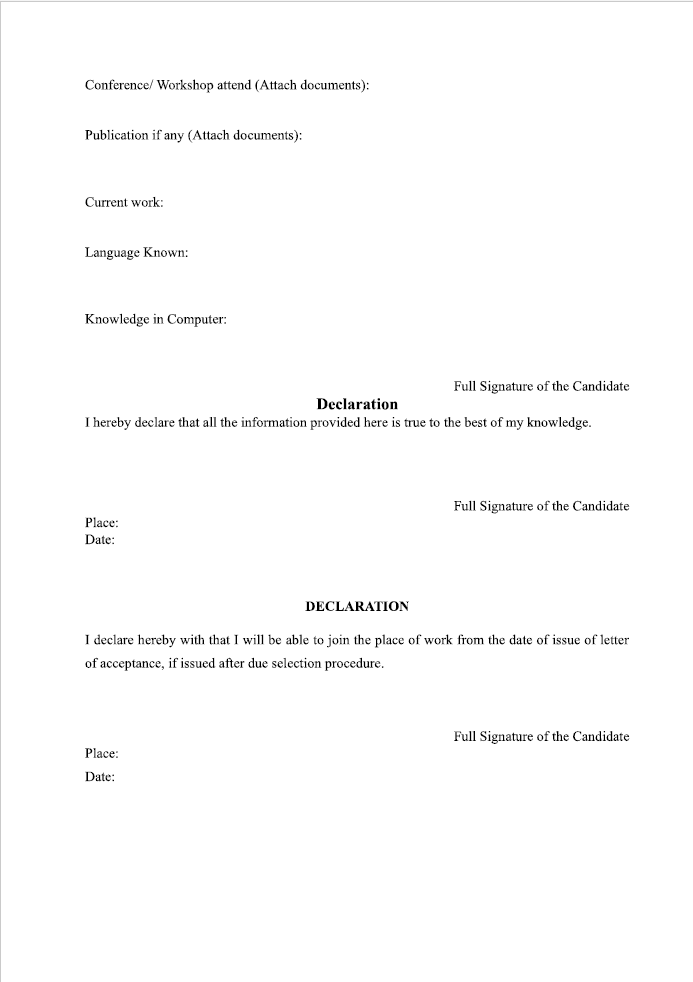 Conference/ Workshop attend (Attach documents):
Publication if any (Attach documents):
Current work:
Language Known:
Knowledge in Computer:
Full Signature of the Candidate
Declaration
I hereby declare that all the information provided here is true to the best of my knowledge.
Full Signature of the Candidate
Place:
Date:
DECLARATION
I declare hereby with that I will be able to join the place of work from the date of issue of letter
of acceptance, if issued after due selection procedure.
Full Signature of the Candidate
Place:
Date: